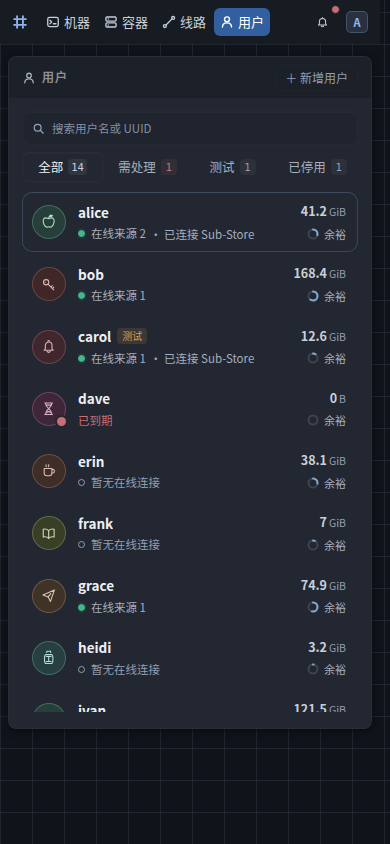 机器 容器 线路 用户 A
用户 新增用户
搜索用户名或 UUID
全部 14 需处理 1 测试 1 已停用 1
alice 41.2 GiB
在线来源 2 · 已连接 Sub-Store 余裕
bob 168.4 GiB
在线来源 1 余裕
carol 测试 12.6 GiB
在线来源 1 · 已连接 Sub-Store 余裕
dave 0 B
已到期 余裕
erin 38.1 GiB
暂无在线连接 余裕
frank 7 GiB
暂无在线连接 余裕
grace 74.9 GiB
在线来源 1 余裕
heidi 3.2 GiB
暂无在线连接 余裕
ivan 121.5 GiB